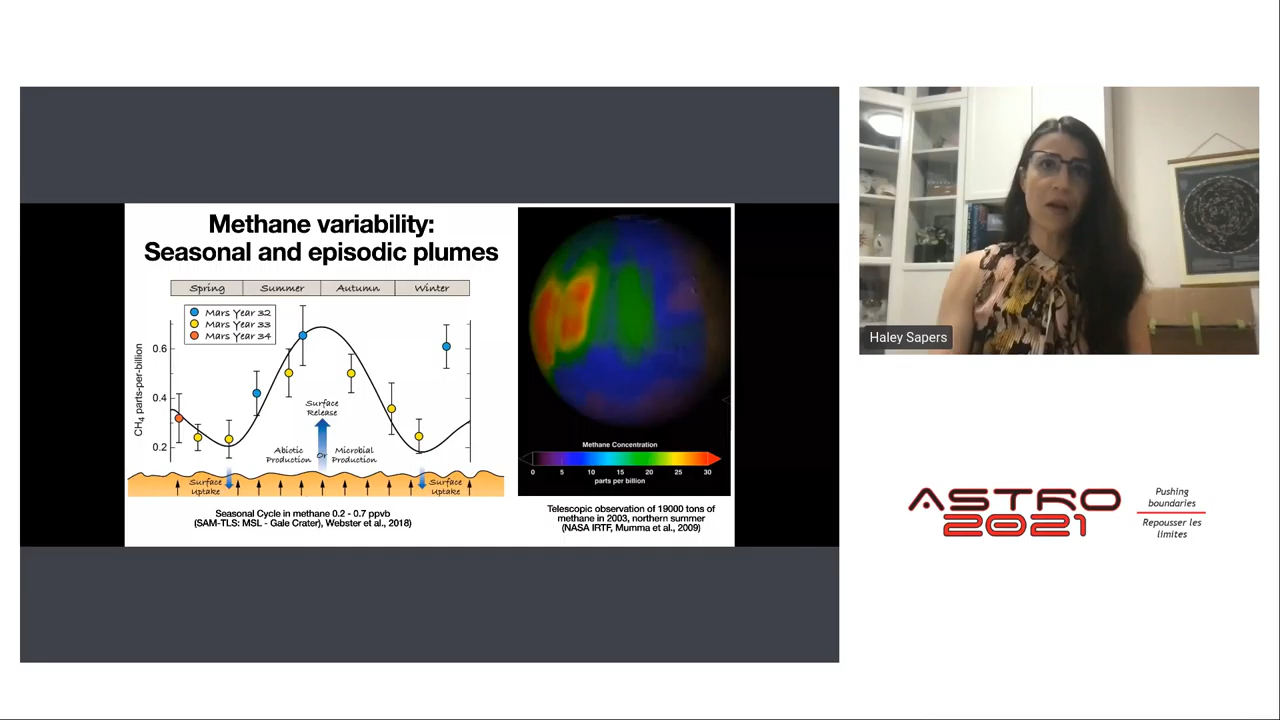 Methane variability:
Seasonal and episodic plumes
Spring Summer Autumn Winter
Mars Year 32
Mars Year 33
Mars Year 34
CH4 parts-per-billion
0.6
0.4
0.2
Surface
Release
Abiotic
Production
Or
Microbial
Production
Surface
Uptake
Surface
Uptake
Seasonal Cycle in methane 0.2 - 0.7 ppvb
(SAM-TLS: MSL - Gale Crater), Webster et al., 2018)
Methane Concentration
0 5 10 15 20 25 30
parts per billion
Telescopic observation of 19000 tons of
methane in 2003, northern summer
(NASA IRTF, Mumma et al., 2009)
Haley Sapers
ASTRO
2021
Pushing
boundaries
Repousser les
limites